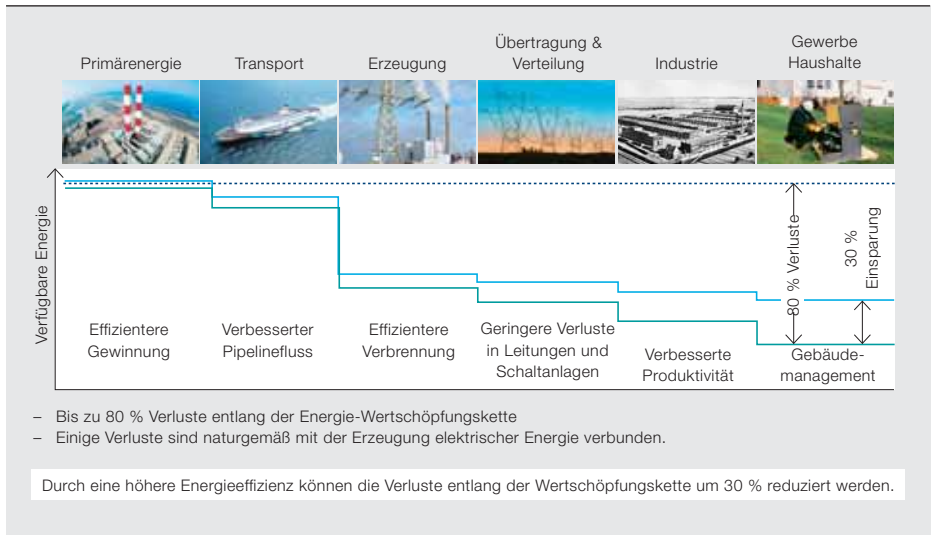 Primärenergie
Transport
Erzeugung
Übertragung &
Verteilung
Industrie
Gewerbe
Haushalte
Verfügbare Energie
80 % Verluste
30 %
Einsparung
Effizientere
Gewinnung
Verbesserter
Pipelinefluss
Effizientere
Verbrennung
Geringere Verluste
in Leitungen und
Schaltanlagen
Verbesserte
Produktivität
Gebäude-
management
– Bis zu 80 % Verluste entlang der Energie-Wertschöpfungskette
– Einige Verluste sind naturgemäß mit der Erzeugung elektrischer Energie verbunden.
Durch eine höhere Energieeffizienz können die Verluste entlang der Wertschöpfungskette um 30 % reduziert werden.